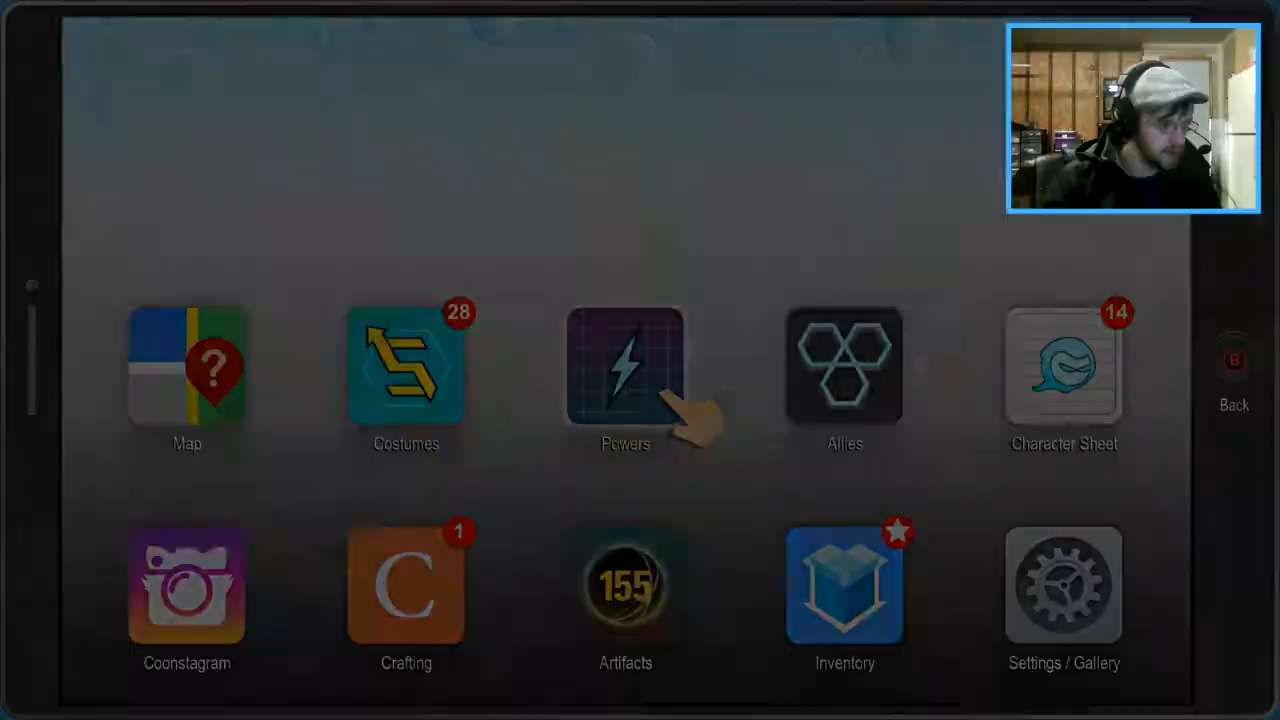 28
14
B
Back
Map
Costumes
Powers
Allies
Character Sheet
1
C
155
Coonstagram
Crafting
Artifacts
Inventory
Settings / Gallery